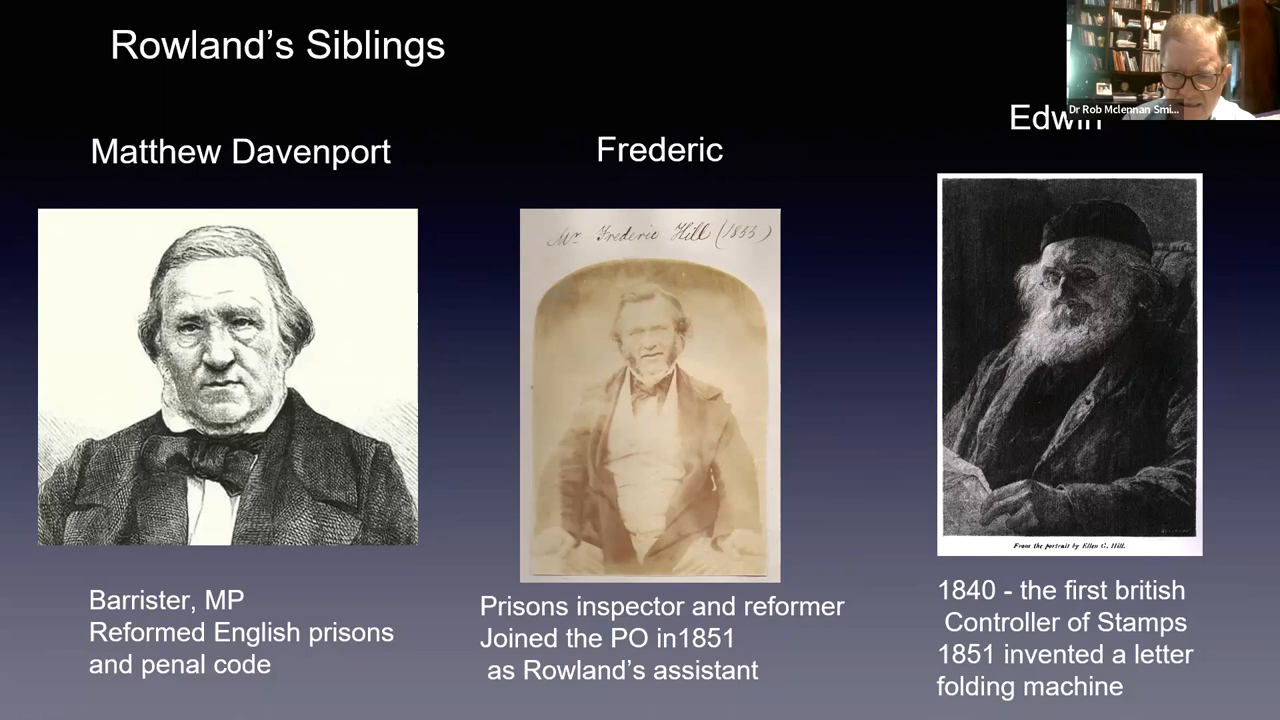 Rowland's Siblings
Dr Rob Mclennan Smi...
Matthew Davenport
Frederic
Edwin
Mr Frederic Hill (1855)
From the portrait by Ellen G. Hill.
Barrister, MP
Reformed English prisons
and penal code
Prisons inspector and reformer
Joined the PO in1851
as Rowland's assistant
1840 - the first british
Controller of Stamps
1851 invented a letter
folding machine